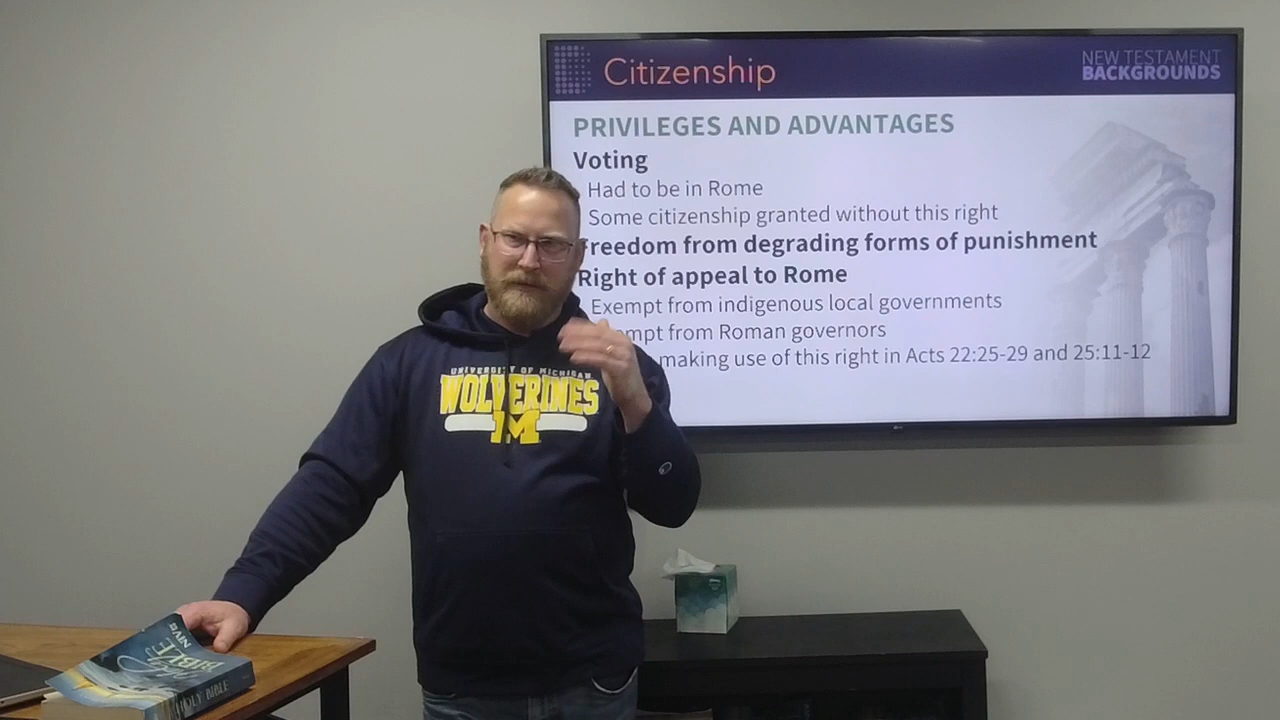 Citizenship
NEW TESTAMENT
BACKGROUNDS
PRIVILEGES AND ADVANTAGES
Voting
Had to be in Rome
Some citizenship granted without this right
Freedom from degrading forms of punishment
Right of appeal to Rome
Exempt from indigenous local governments
empt from Roman governors
making use of this right in Acts 22:25-29 and 25:11-12
UNIVERSITY OF MICHIGAN
WOLVERINES
M
BIBLE
NIV
HOLY BIBLE